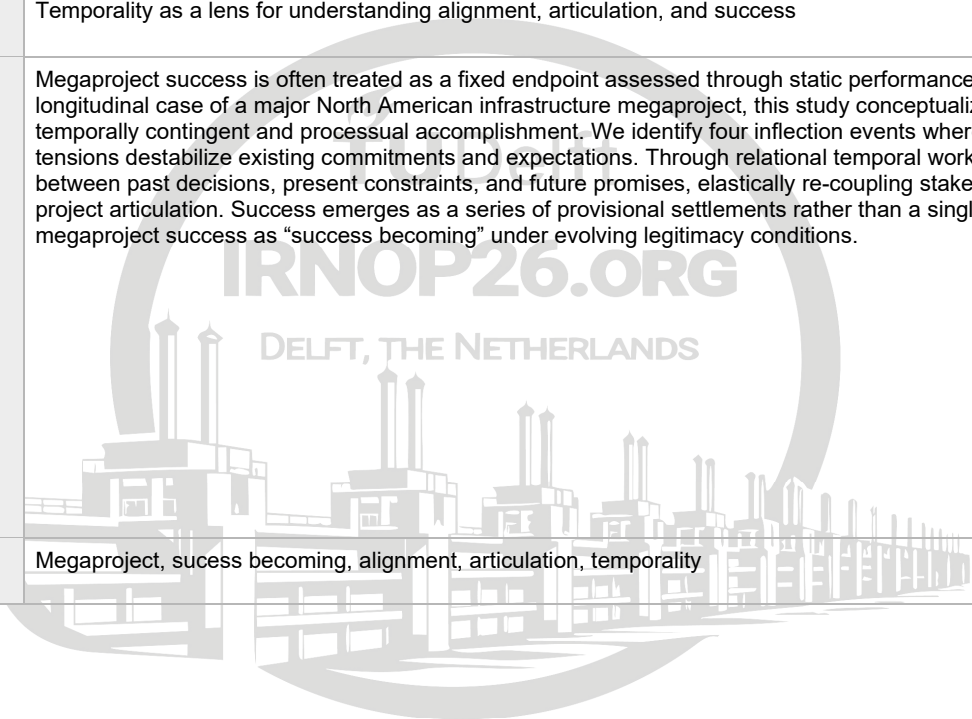 Temporality as a lens for understanding alignment, articulation, and success
Megaproject success is often treated as a fixed endpoint assessed through static performance
longitudinal case of a major North American infrastructure megaproject, this study conceptualiz
temporally contingent and processual accomplishment. We identify four inflection events wher
tensions destabilize existing commitments and expectations. Through relational temporal work
between past decisions, present constraints, and future promises, elastically re-coupling stake
project articulation. Success emerges as a series of provisional settlements rather than a singl
megaproject success as “success becoming” under evolving legitimacy conditions.
TU Delft
IRNOP26.ORG
DELFT, THE NETHERLANDS
Megaproject, sucess becoming, alignment, articulation, temporality